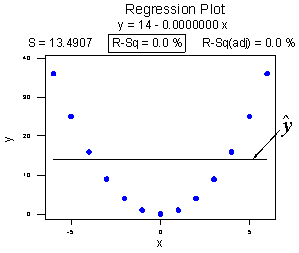 Regression Plot
y = 14 - 0.0000000 x
S = 13.4907 R-Sq = 0.0 % R-Sq(adj) = 0.0 %
40
30
ŷ
20
y
10
0
-5 0 5
x